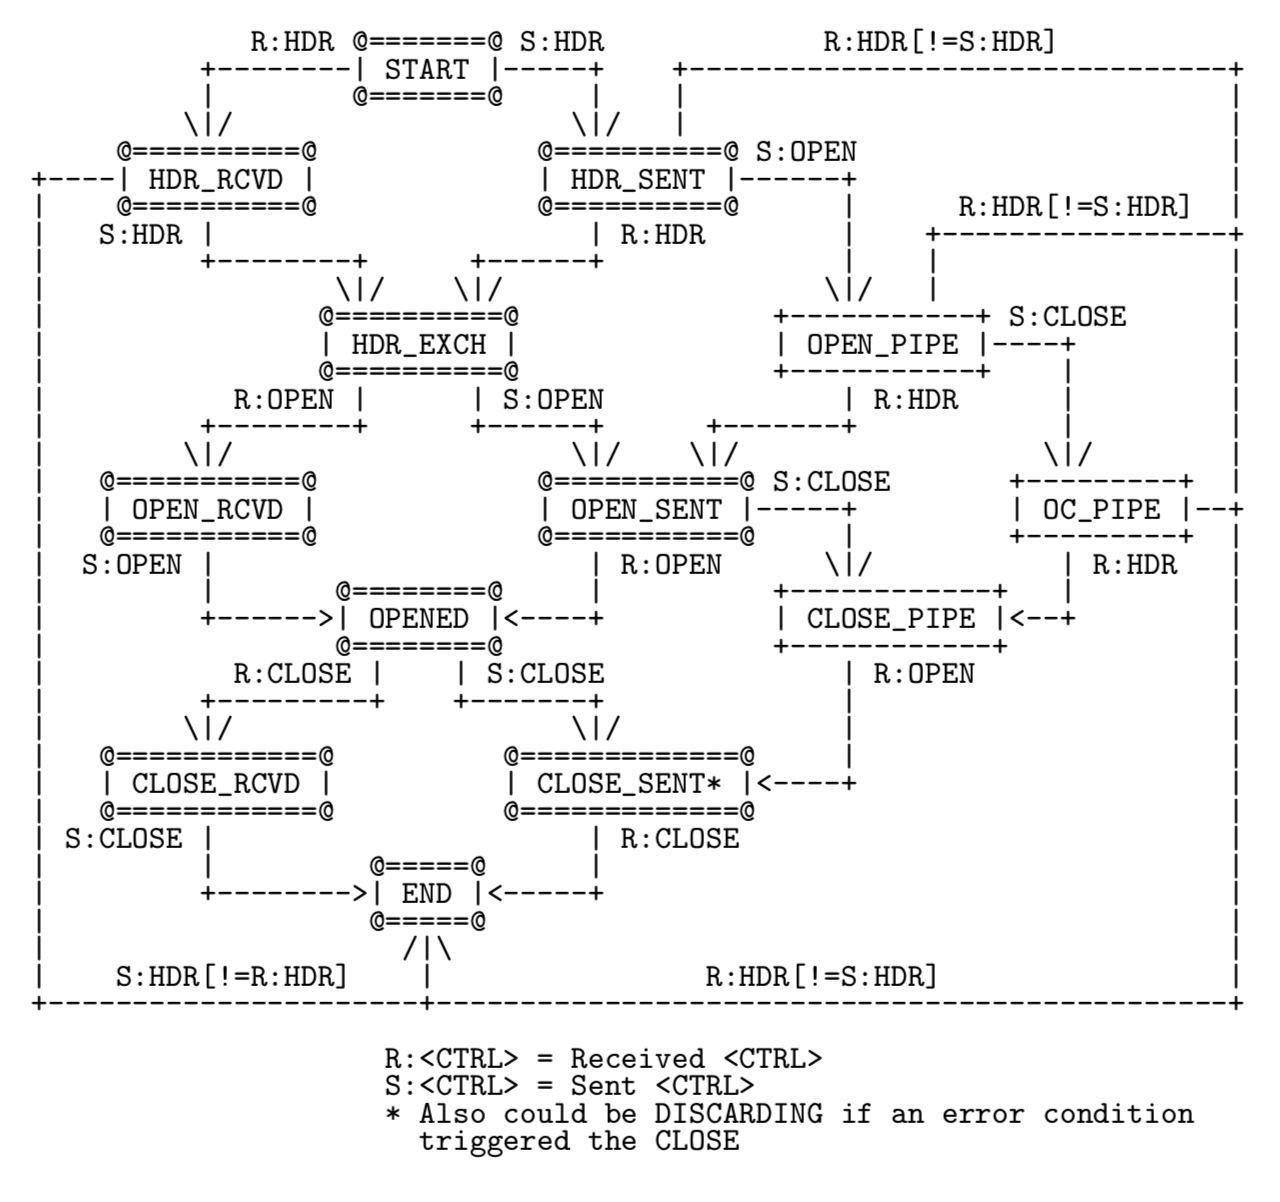 R:HDR @=======@ S:HDR R:HDR[!=S:HDR]
+--------| START |-----+ +---------------------------------+
| @=======@ | | |
\|/ \|/ | |
@==========@ @==========@ S:OPEN |
+----| HDR_RCVD | | HDR_SENT |------+ |
| @==========@ @==========@ | R:HDR[!=S:HDR] |
| S:HDR | | R:HDR | +-----------------+
| +--------+ +------+ | | |
| \|/ \|/ \|/ | |
| @==========@ +-----------+ S:CLOSE |
| | HDR_EXCH | | OPEN_PIPE |----+ |
| @==========@ +-----------+ | |
| R:OPEN | | S:OPEN | R:HDR | |
| +--------+ +------+ +-------+ | |
| \|/ \|/ \|/ \|/ |
| @===========@ @===========@ S:CLOSE +---------+ |
| | OPEN_RCVD | | OPEN_SENT |-----+ | OC_PIPE |--+
| @===========@ @===========@ | +---------+ |
| S:OPEN | | R:OPEN \|/ | R:HDR |
| | @========@ | +------------+ | |
| +------>| OPENED |<----+ | CLOSE_PIPE |<--+ |
| @========@ +------------+ |
| R:CLOSE | | S:CLOSE | R:OPEN |
| +---------+ +-------+ | |
| \|/ \|/ | |
| @============@ @=============@ | |
| | CLOSE_RCVD | | CLOSE_SENT* |<----+ |
| @============@ @=============@ |
| S:CLOSE | | R:CLOSE |
| | @=====@ | |
| +-------->| END |<-----+ |
| @=====@ |
| /|\ |
| S:HDR[!=R:HDR] | R:HDR[!=S:HDR] |
+----------------------+-----------------------------------------------+
R:<CTRL> = Received <CTRL>
S:<CTRL> = Sent <CTRL>
* Also could be DISCARDING if an error condition
triggered the CLOSE